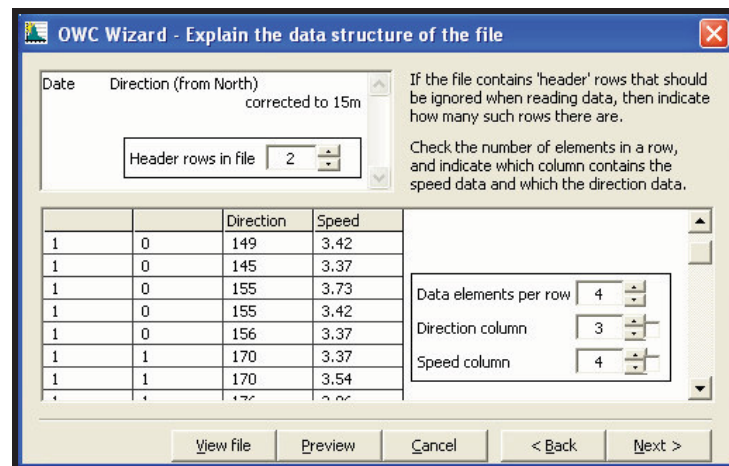 OWC Wizard - Explain the data structure of the file
Date Direction (from North)
corrected to 15m
Header rows in file 2
If the file contains 'header' rows that should
be ignored when reading data, then indicate
how many such rows there are.
Check the number of elements in a row,
and indicate which column contains the
speed data and which the direction data.
Direction Speed
1 0 149 3.42
1 0 145 3.37
1 0 155 3.73
1 0 155 3.42
1 0 156 3.37
1 1 170 3.37
1 1 170 3.54
Data elements per row 4
Direction column 3
Speed column 4
View file Preview Cancel < Back Next >